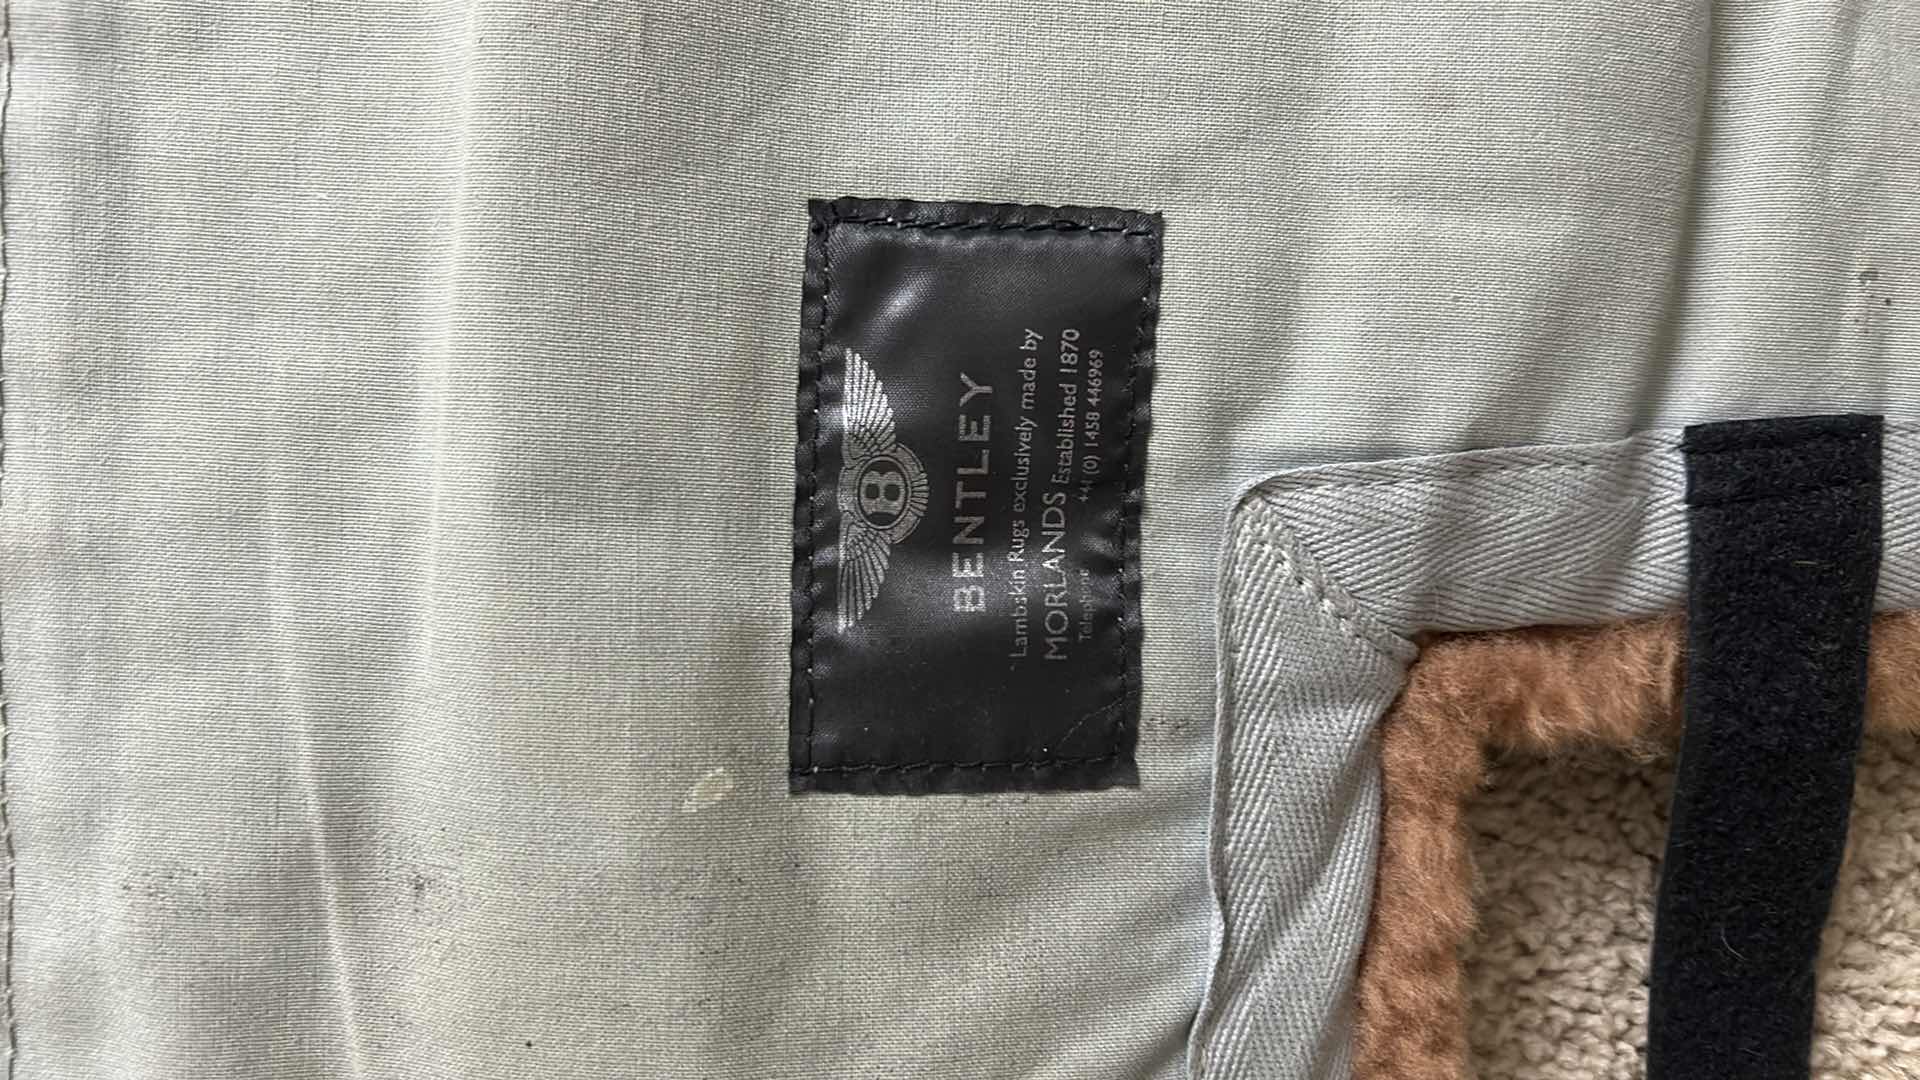 B
BENTLEY
Lambskin Rugs exclusively made by
MORLANDS Established 1870
Telephone +44 (0) 1458 446969